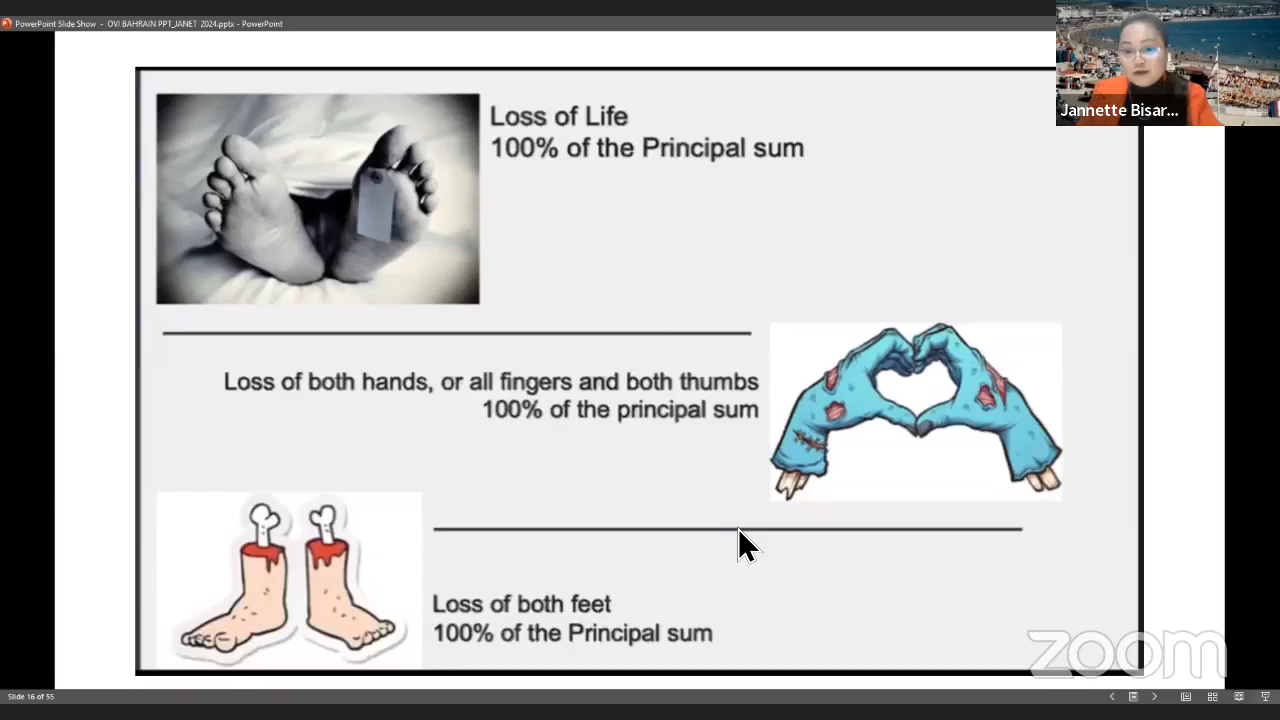 PowerPoint Slide Show - OVI BAHRAIN PPT_JANET 2024.pptx - PowerPoint
Jannette Bisar...
Loss of Life
100% of the Principal sum
Loss of both hands, or all fingers and both thumbs
100% of the principal sum
Loss of both feet
100% of the Principal sum
zoom
Slide 16 of 55